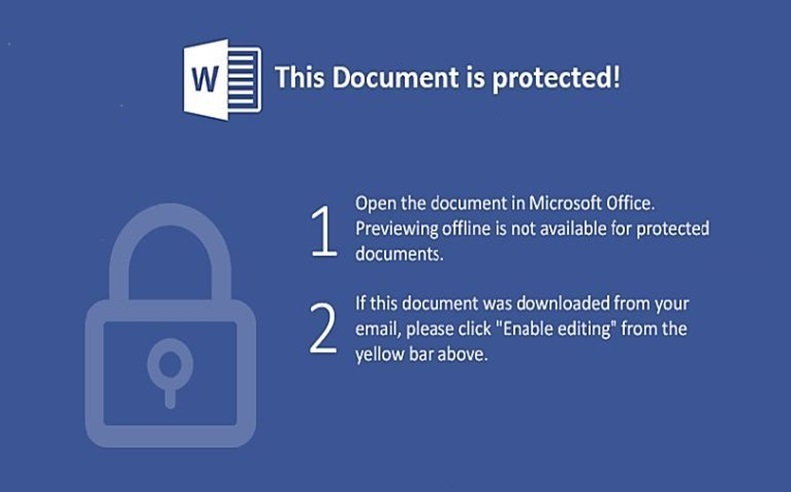 W
This Document is protected!
1
Open the document in Microsoft Office.
Previewing offline is not available for protected
documents.
2
If this document was downloaded from your
email, please click "Enable editing" from the
yellow bar above.